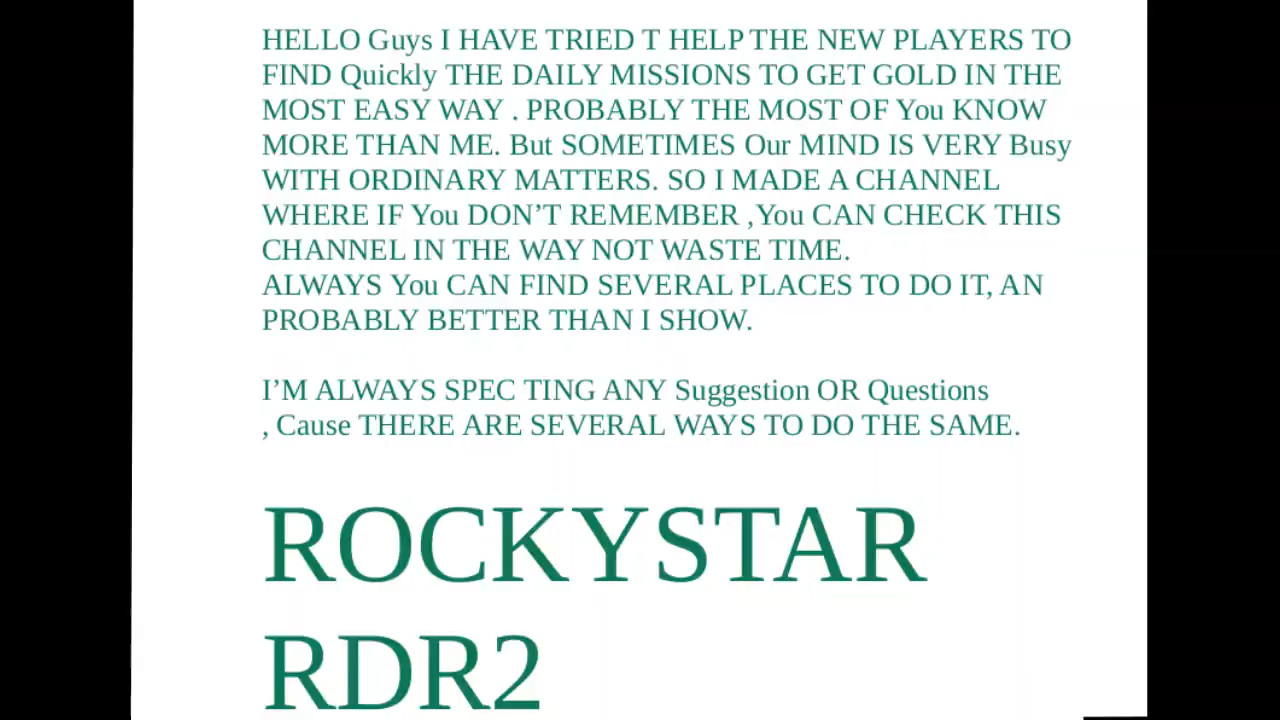 HELLO Guys I HAVE TRIED T HELP THE NEW PLAYERS TO
FIND Quickly THE DAILY MISSIONS TO GET GOLD IN THE
MOST EASY WAY . PROBABLY THE MOST OF You KNOW
MORE THAN ME. But SOMETIMES Our MIND IS VERY Busy
WITH ORDINARY MATTERS. SO I MADE A CHANNEL
WHERE IF You DON’T REMEMBER ,You CAN CHECK THIS
CHANNEL IN THE WAY NOT WASTE TIME.
ALWAYS You CAN FIND SEVERAL PLACES TO DO IT, AN
PROBABLY BETTER THAN I SHOW.
I’M ALWAYS SPEC TING ANY Suggestion OR Questions
, Cause THERE ARE SEVERAL WAYS TO DO THE SAME.
ROCKYSTAR
RDR2